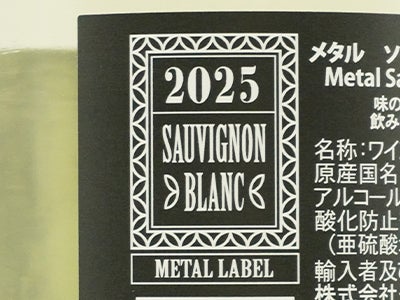 2025
SAUVIGNON
BLANC
METAL LABEL
メタル ソ
Metal Sa
味の
飲み
名称:ワイ
原産国名
アルコール
酸化防止
(亜硫酸
輸入者及
株式会社